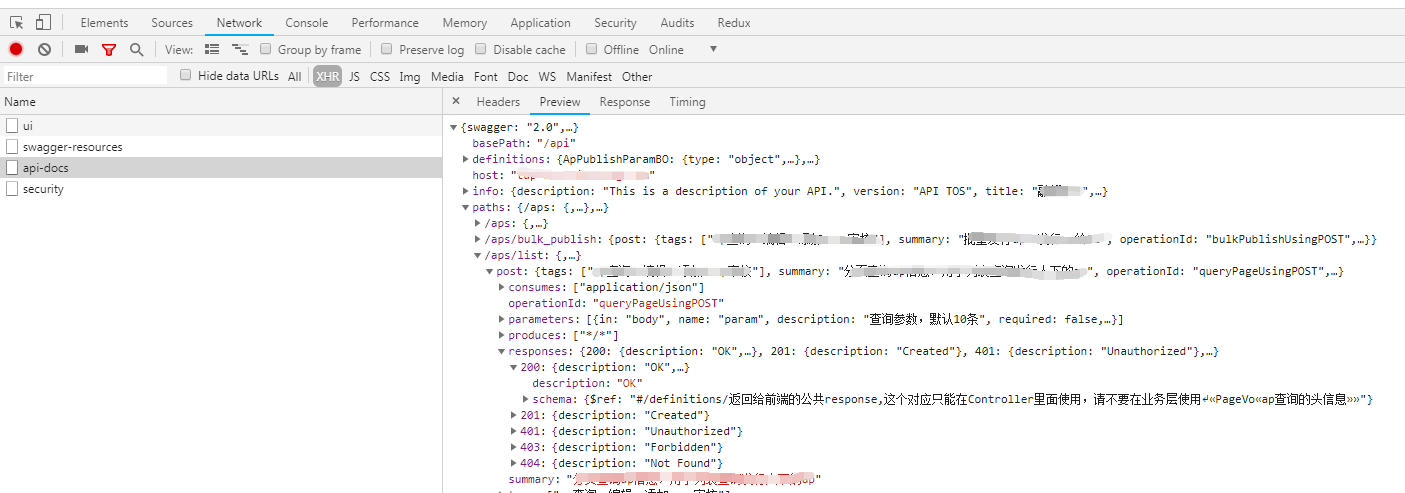 Elements Sources Network Console Performance Memory Application Security Audits Redux
View: Group by frame Preserve log Disable cache Offline Online ▼
Filter Hide data URLs All XHR JS CSS Img Media Font Doc WS Manifest Other
Name
ui
swagger-resources
api-docs
security
× Headers Preview Response Timing
▼{swagger: "2.0",…}
basePath: "/api"
▶definitions: {ApPublishParamBO: {type: "object",…},…}
host: "
▶info: {description: "This is a description of your API.", version: "API TOS", title: " ",…}
▼paths: {/aps: {,…},…}
▶/aps: {,…}
▶/aps/bulk_publish: {post: {tags: [" "], summary: " ", operationId: "bulkPublishUsingPOST",…}}
▼/aps/list: {,…}
▼post: {tags: [" "], summary: " ", operationId: "queryPageUsingPOST",…}
▶consumes: ["application/json"]
operationId: "queryPageUsingPOST"
▶parameters: [{in: "body", name: "param", description: "查询参数，默认10条", required: false,…}]
▶produces: ["*/*"]
▼responses: {200: {description: "OK",…}, 201: {description: "Created"}, 401: {description: "Unauthorized"},…}
▼200: {description: "OK",…}
description: "OK"
▶schema: {$ref: "#/definitions/返回给前端的公共response,这个对应只能在Controller里面使用，请不要在业务层使用↵«PageVo«ap查询的头信息»»"}
▶201: {description: "Created"}
▶401: {description: "Unauthorized"}
▶403: {description: "Forbidden"}
▶404: {description: "Not Found"}
summary: "